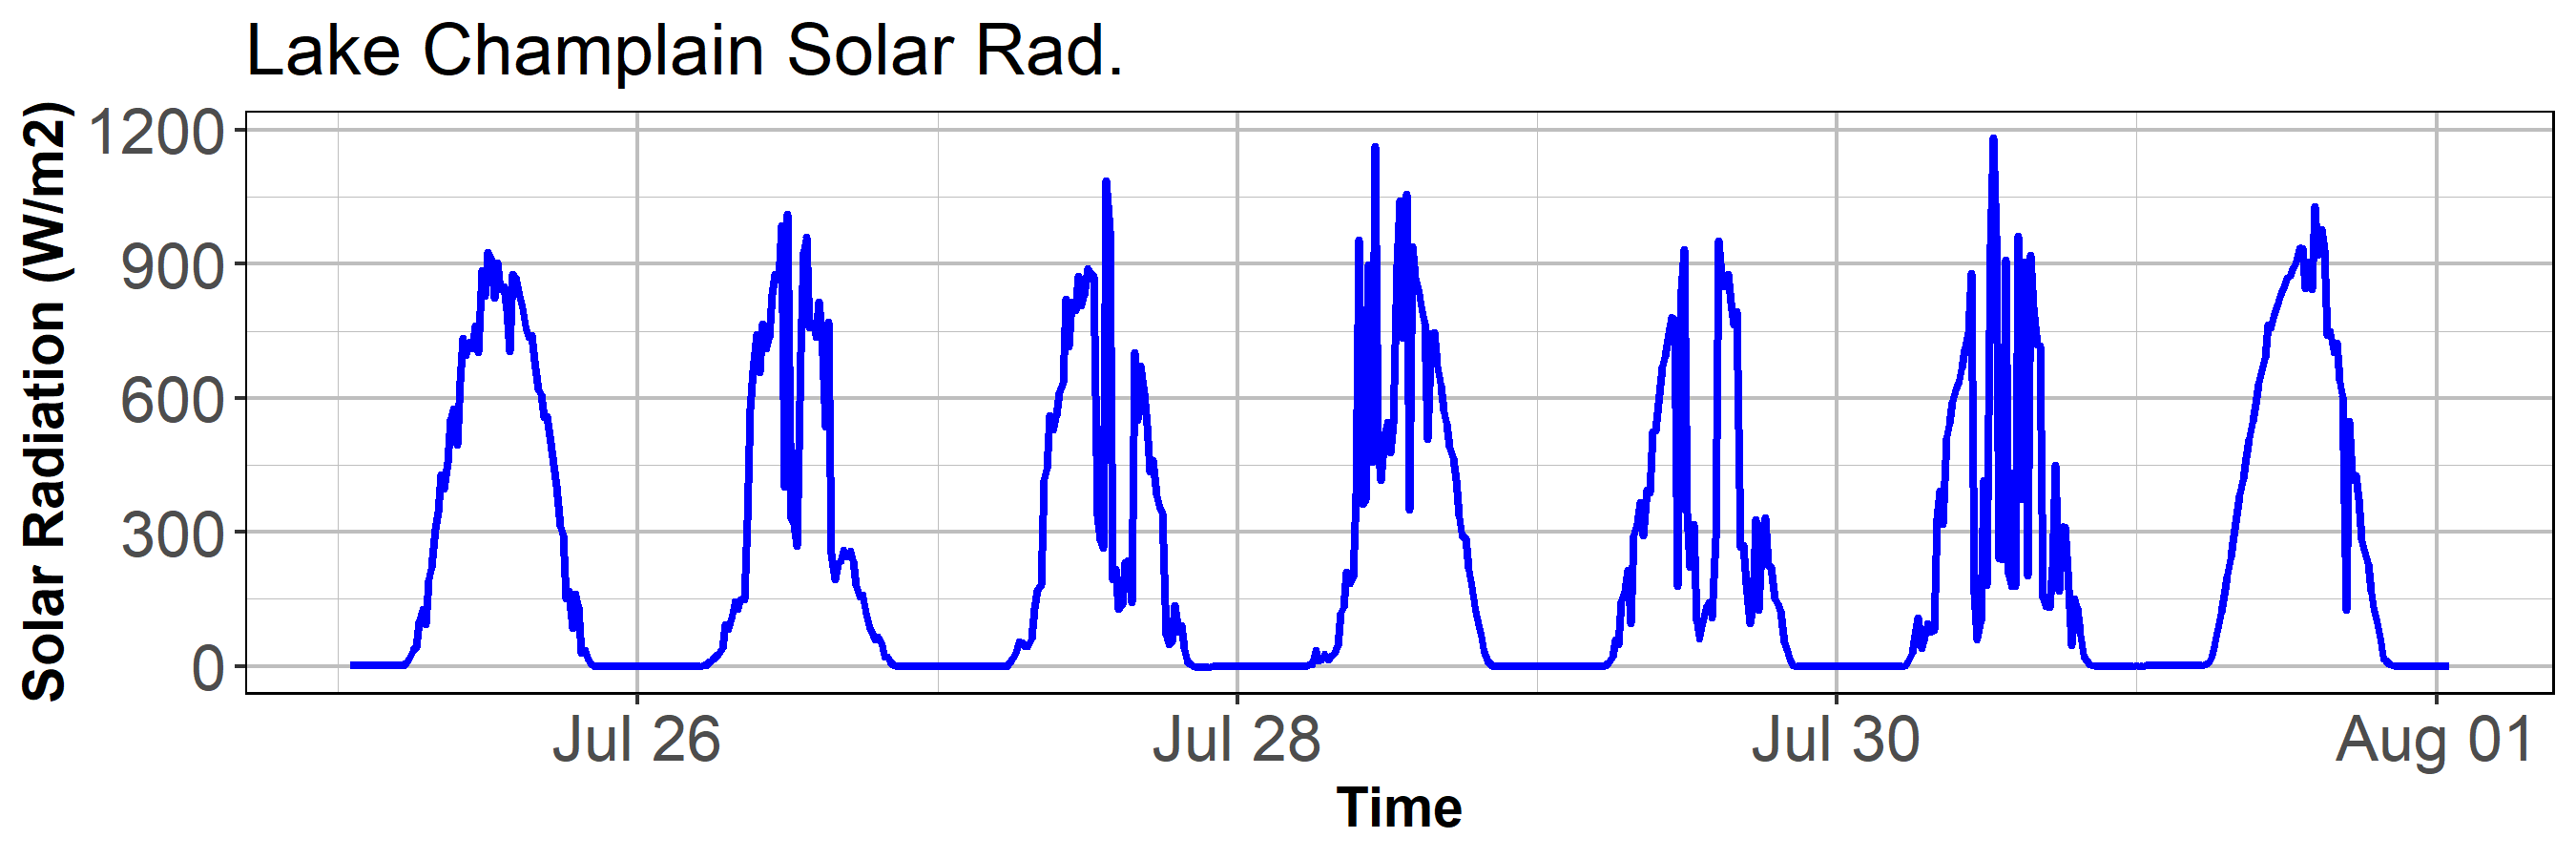 Lake Champlain Solar Rad.
Solar Radiation (W/m2)
1200
900
600
300
0
Jul 26
Jul 28
Jul 30
Aug 01
Time